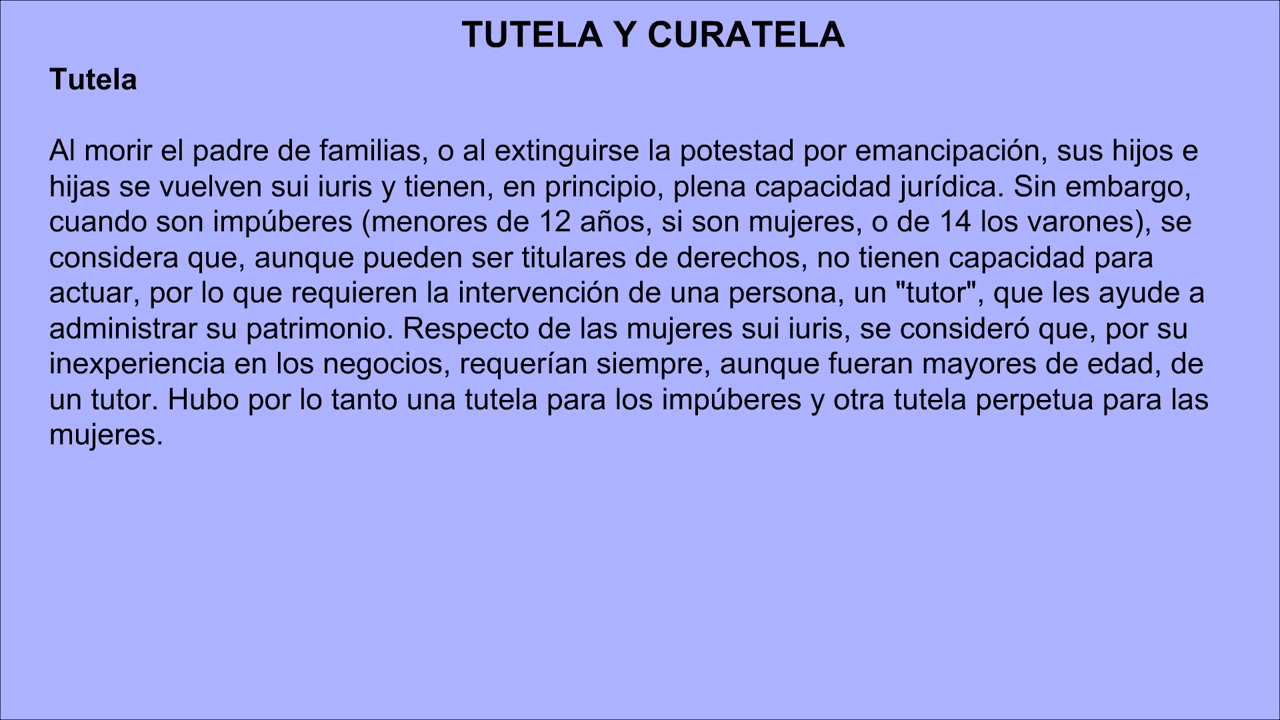 TUTELA Y CURATELA
Tutela
Al morir el padre de familias, o al extinguirse la potestad por emancipación, sus hijos e
hijas se vuelven sui iuris y tienen, en principio, plena capacidad jurídica. Sin embargo,
cuando son impúberes (menores de 12 años, si son mujeres, o de 14 los varones), se
considera que, aunque pueden ser titulares de derechos, no tienen capacidad para
actuar, por lo que requieren la intervención de una persona, un "tutor", que les ayude a
administrar su patrimonio. Respecto de las mujeres sui iuris, se consideró que, por su
inexperiencia en los negocios, requerían siempre, aunque fueran mayores de edad, de
un tutor. Hubo por lo tanto una tutela para los impúberes y otra tutela perpetua para las
mujeres.